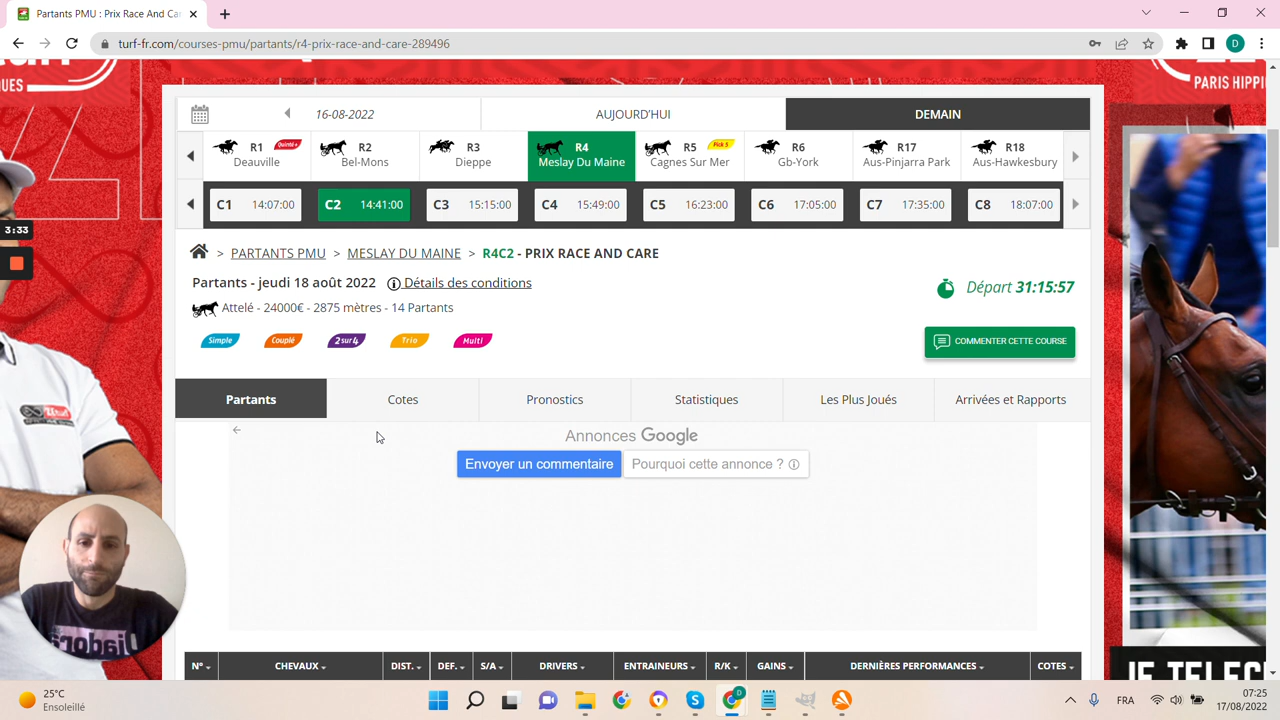 Partants PMU : Prix Race And Ca
turf-fr.com/courses-pmu/partants/r4-prix-race-and-care-289496
D
QUES
PARIS HIPPI
16-08-2022
AUJOURD'HUI
DEMAIN
R1 Quinté+
Deauville
R2
Bel-Mons
R3
Dieppe
R4
Meslay Du Maine
R5 Pick 5
Cagnes Sur Mer
R6
Gb-York
R17
Aus-Pinjarra Park
R18
Aus-Hawkesbury
C1 14:07:00
C2 14:41:00
C3 15:15:00
C4 15:49:00
C5 16:23:00
C6 17:05:00
C7 17:35:00
C8 18:07:00
3:33
> PARTANTS PMU > MESLAY DU MAINE > R4C2 - PRIX RACE AND CARE
Partants - jeudi 18 août 2022 Détails des conditions
Départ 31:15:57
Attelé - 24000€ - 2875 mètres - 14 Partants
Simple Couplé 2sur4 Trio Multi
COMMENTER CETTE COURSE
Partants Cotes Pronostics Statistiques Les Plus Joués Arrivées et Rapports
Annonces Google
Envoyer un commentaire Pourquoi cette annonce ?
Diadora
N° CHEVAUX DIST. DEF. S/A DRIVERS ENTRAINEURS R/K GAINS DERNIÈRES PERFORMANCES COTES
25°C
Ensoleillé
FRA
07:25
17/08/2022